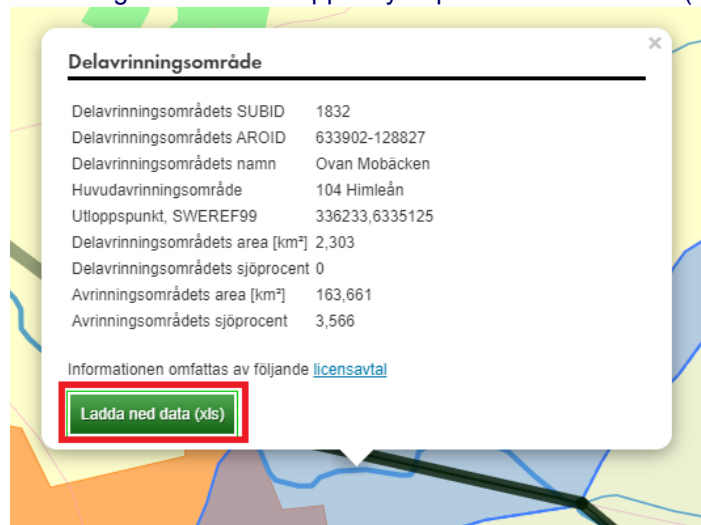 Delavrinningsområde
×
Delavrinningsområdets SUBID 1832
Delavrinningsområdets AROID 633902-128827
Delavrinningsområdets namn Ovan Mobäcken
Huvudavrinningsområde 104 Himleån
Utloppspunkt, SWEREF99 336233,6335125
Delavrinningsområdets area [km²] 2,303
Delavrinningsområdets sjöprocent 0
Avrinningsområdets area [km²] 163,661
Avrinningsområdets sjöprocent 3,566
Informationen omfattas av följande licensavtal
Ladda ned data (xls)